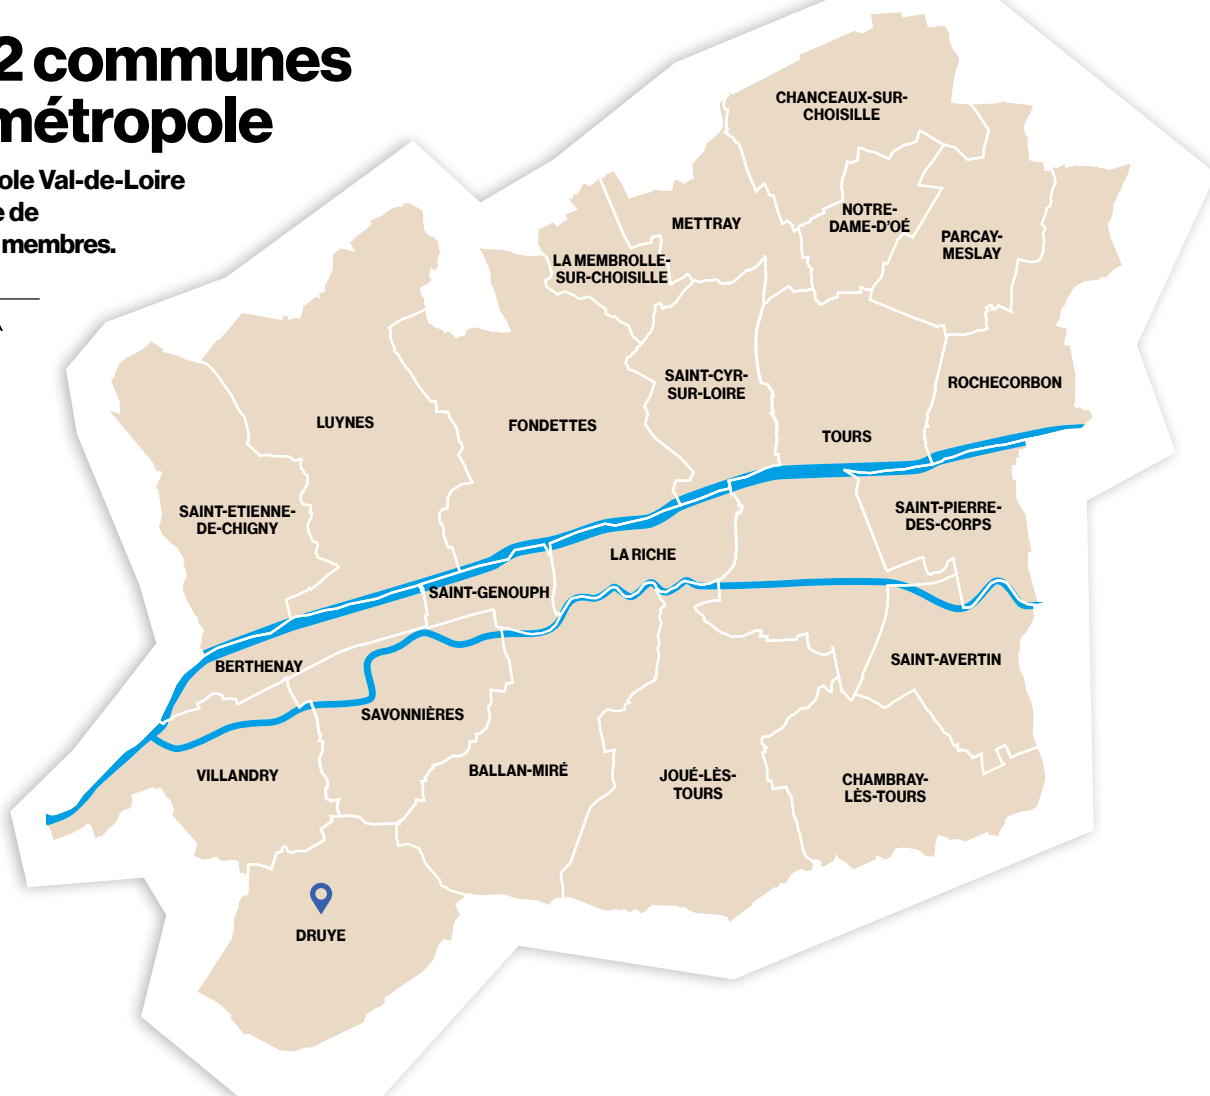 2 communes
métropole
ole Val-de-Loire
e de
membres.
CHANCEAUX-SUR-
CHOISILLE
METTRAY
NOTRE-
DAME-D'OÉ
PARCAY-
MESLAY
LA MEMBROLLE-
SUR-CHOISILLE
SAINT-CYR-
SUR-LOIRE
ROCHECORBON
LUYNES
FONDETTES
TOURS
SAINT-ETIENNE-
DE-CHIGNY
SAINT-PIERRE-
DES-CORPS
LA RICHE
SAINT-GENOUPH
BERTHENAY
SAINT-AVERTIN
SAVONNIÈRES
VILLANDRY
BALLAN-MIRÉ
JOUÉ-LÈS-
TOURS
CHAMBRAY-
LÈS-TOURS
DRUYE